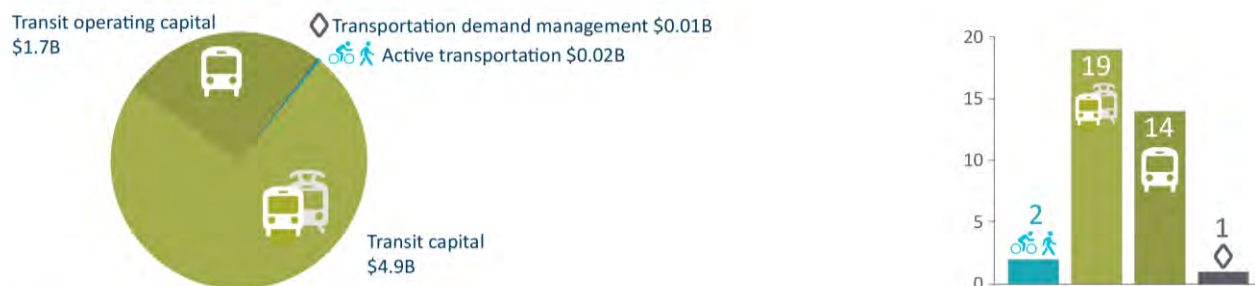 Transit operating capital
$1.7B
Transportation demand management $0.01B
Active transportation $0.02B
Transit capital
$4.9B
20
15
10
5
0
2
19
14
1